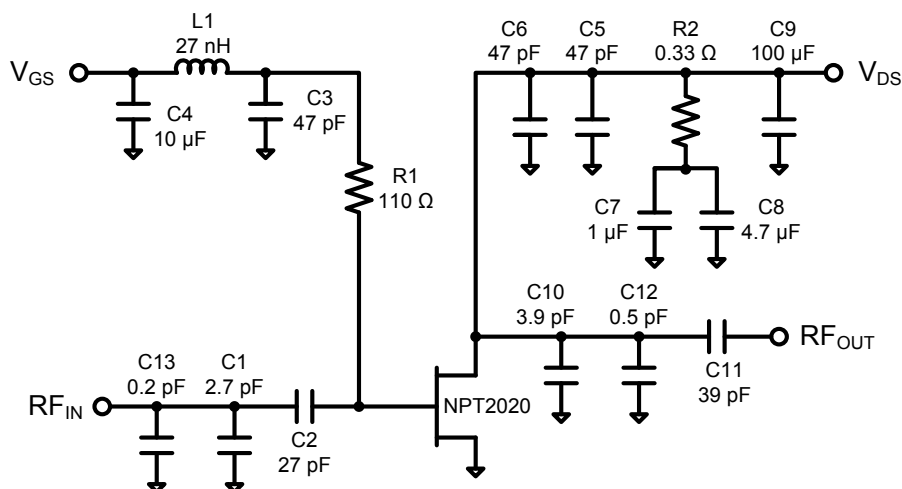 L1
27 nH
VGS
C4
10 µF
C3
47 pF
R1
110 Ω
C6
47 pF
C5
47 pF
R2
0.33 Ω
C9
100 µF
VDS
C7
1 µF
C8
4.7 µF
C10
3.9 pF
C12
0.5 pF
C11
39 pF
RFOUT
C13
0.2 pF
C1
2.7 pF
RFIN
C2
27 pF
NPT2020